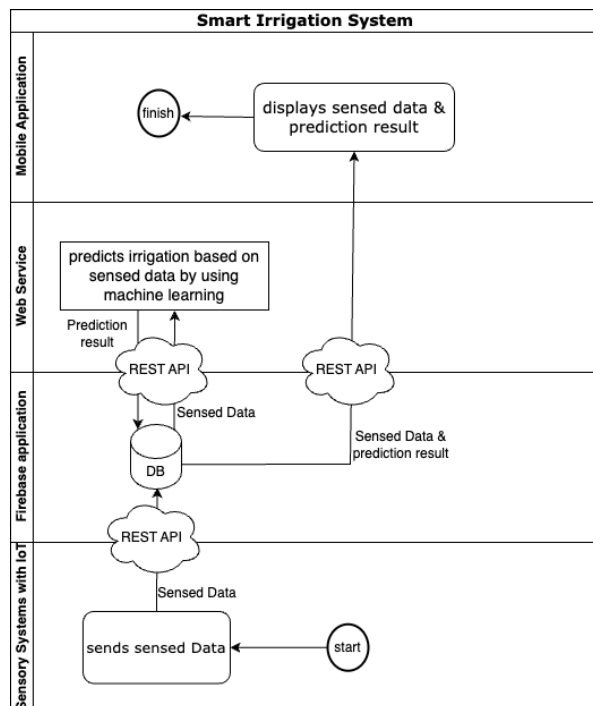 Smart Irrigation System
Mobile Application
finish
displays sensed data &
prediction result
Web Service
predicts irrigation based on
sensed data by using
machine learning
Prediction
result
REST API
REST API
Firebase application
Sensed Data
DB
Sensed Data &
prediction result
REST API
Sensory Systems with IoT
Sensed Data
sends sensed Data
start